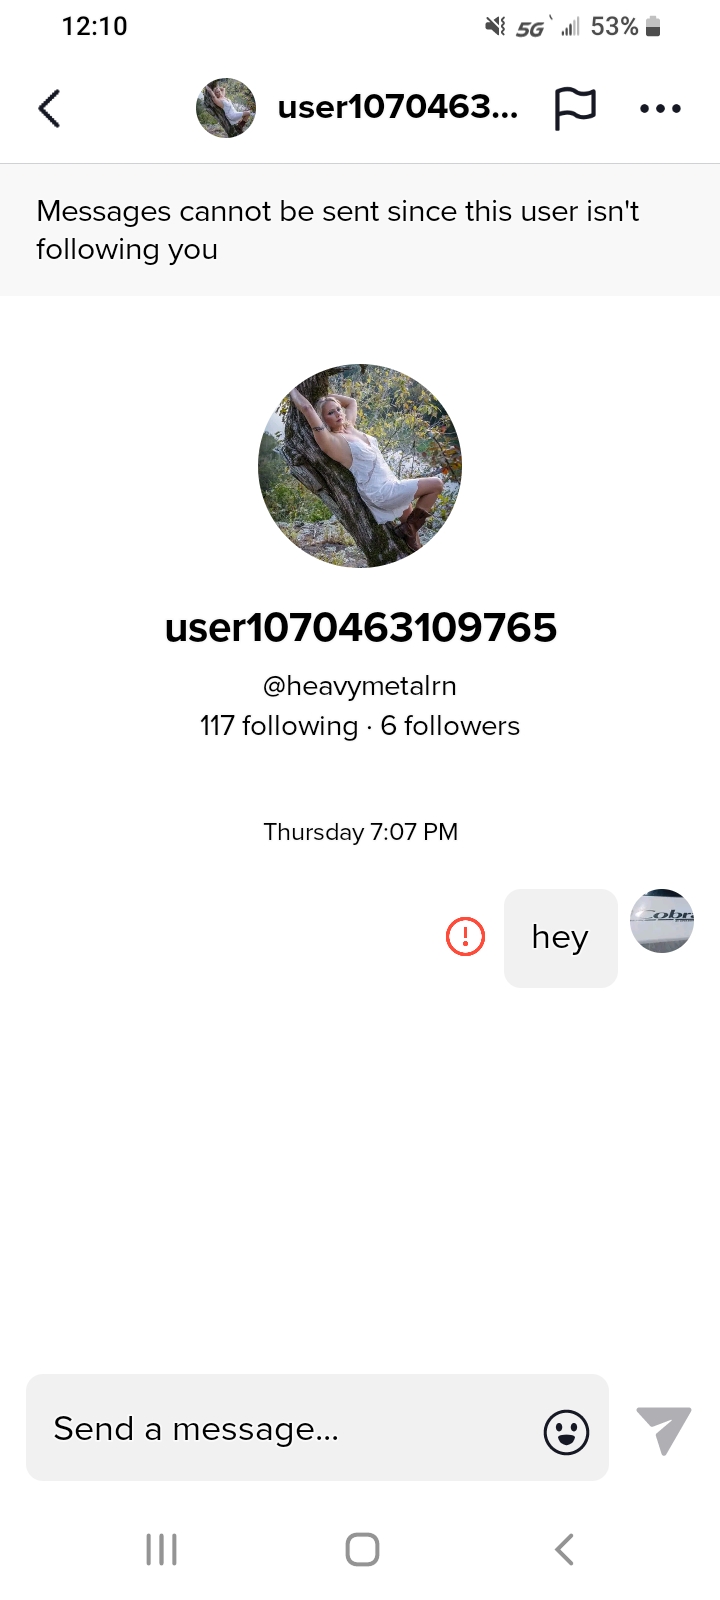 12:10 5G 53%
user1070463...
Messages cannot be sent since this user isn't
following you
user1070463109765
@heavymetalrn
117 following · 6 followers
Thursday 7:07 PM
hey
Send a message...